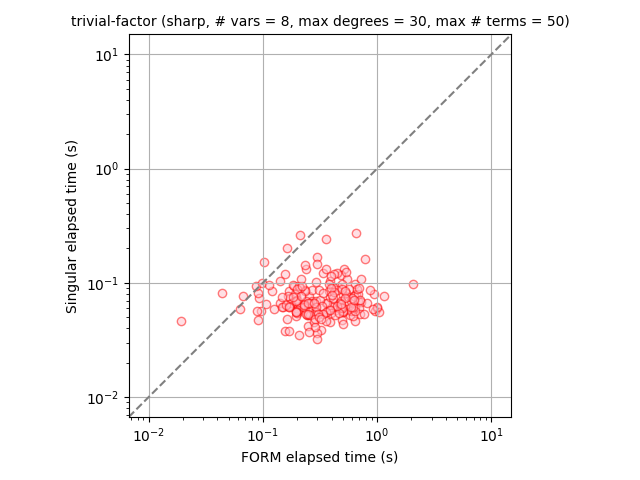 trivial-factor (sharp, # vars = 8, max degrees = 30, max # terms = 50)
Singular elapsed time (s)
10¹
10⁰
10⁻¹
10⁻²
10⁻² 10⁻¹ 10⁰ 10¹
FORM elapsed time (s)